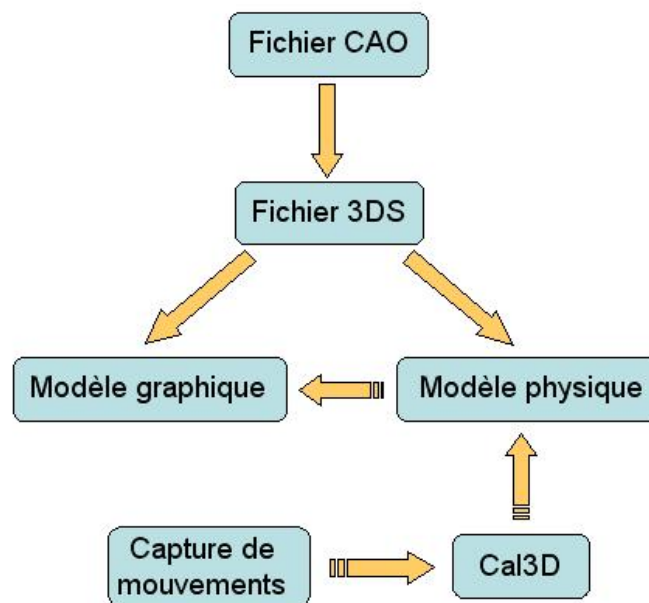 Fichier CAO
Fichier 3DS
Modèle graphique
Modèle physique
Capture de
mouvements
Cal3D